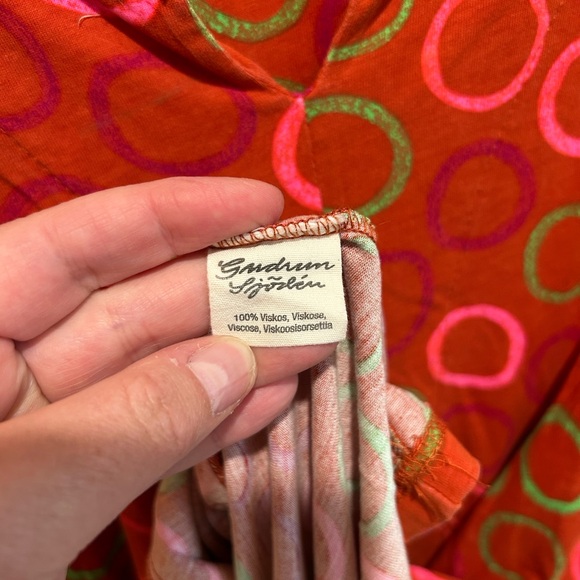 Gudrun
Sjödén
100% Viskos, Viskose,
Viscose, Viskoosisorsettia